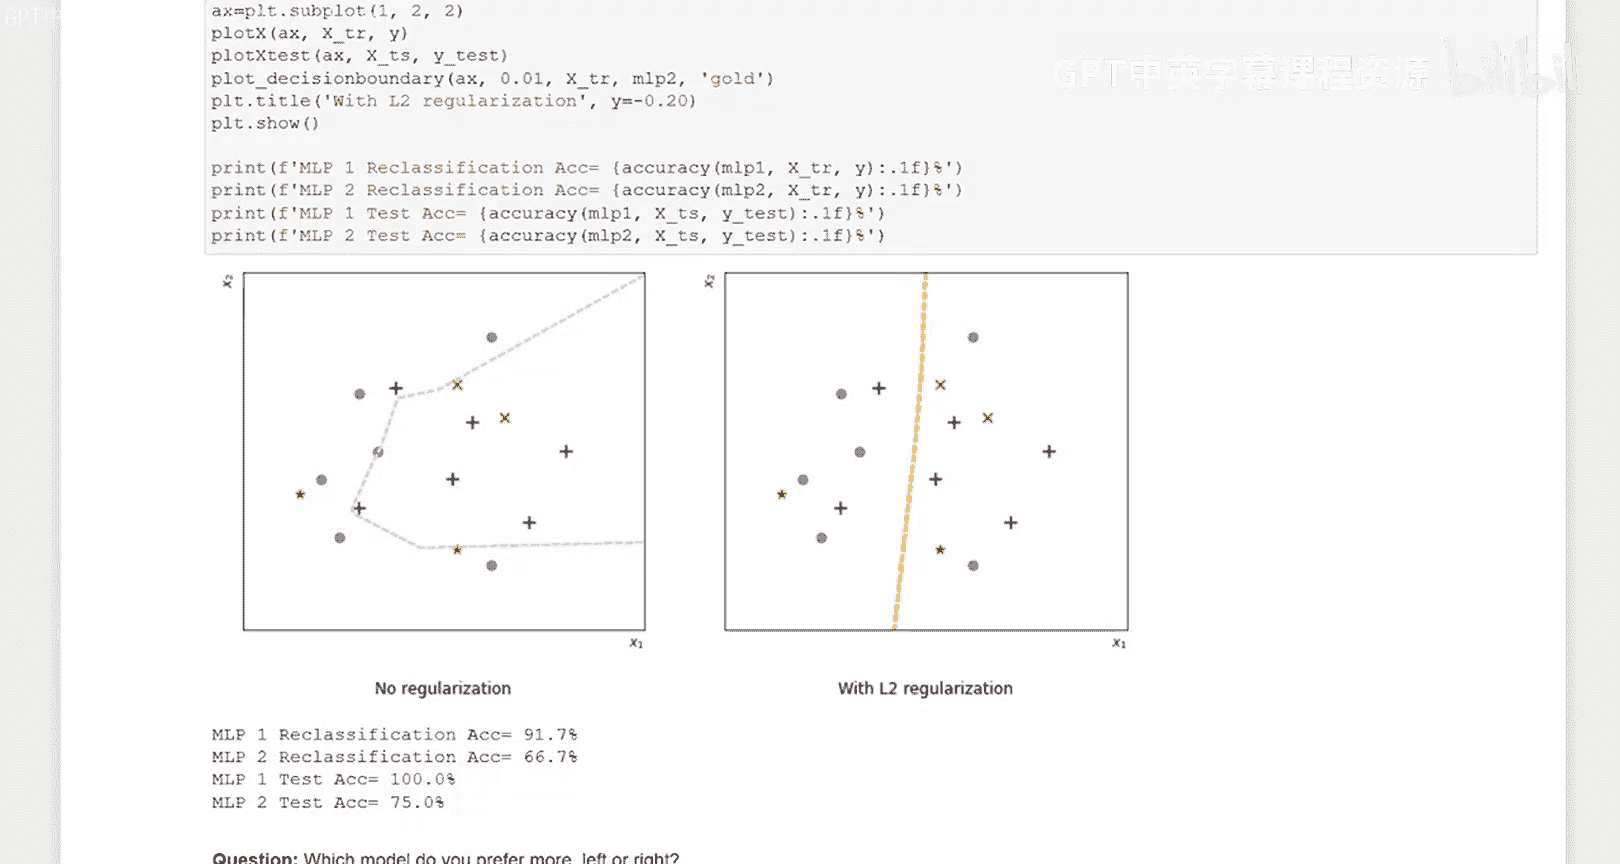 GPT中
ax=plt.subplot(1, 2, 2)
plotX(ax, X_tr, y)
plotXtest(ax, X_ts, y_test)
plot_decisionboundary(ax, 0.01, X_tr, mlp2, 'gold')
plt.title('With L2 regularization', y=-0.20)
plt.show()
GPT中英字幕课程资源 bilibili
print(f'MLP 1 Reclassification Acc= {accuracy(mlp1, X_tr, y):.1f}%')
print(f'MLP 2 Reclassification Acc= {accuracy(mlp2, X_tr, y):.1f}%')
print(f'MLP 1 Test Acc= {accuracy(mlp1, X_ts, y_test):.1f}%')
print(f'MLP 2 Test Acc= {accuracy(mlp2, X_ts, y_test):.1f}%')
x₂
x₁
No regularization
x₂
x₁
With L2 regularization
MLP 1 Reclassification Acc= 91.7%
MLP 2 Reclassification Acc= 66.7%
MLP 1 Test Acc= 100.0%
MLP 2 Test Acc= 75.0%
Question: Which model do you prefer more, left or right?